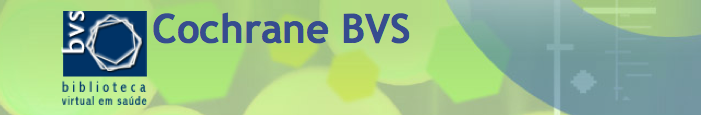 bvs
Cochrane BVS
biblioteca
virtual em saúde